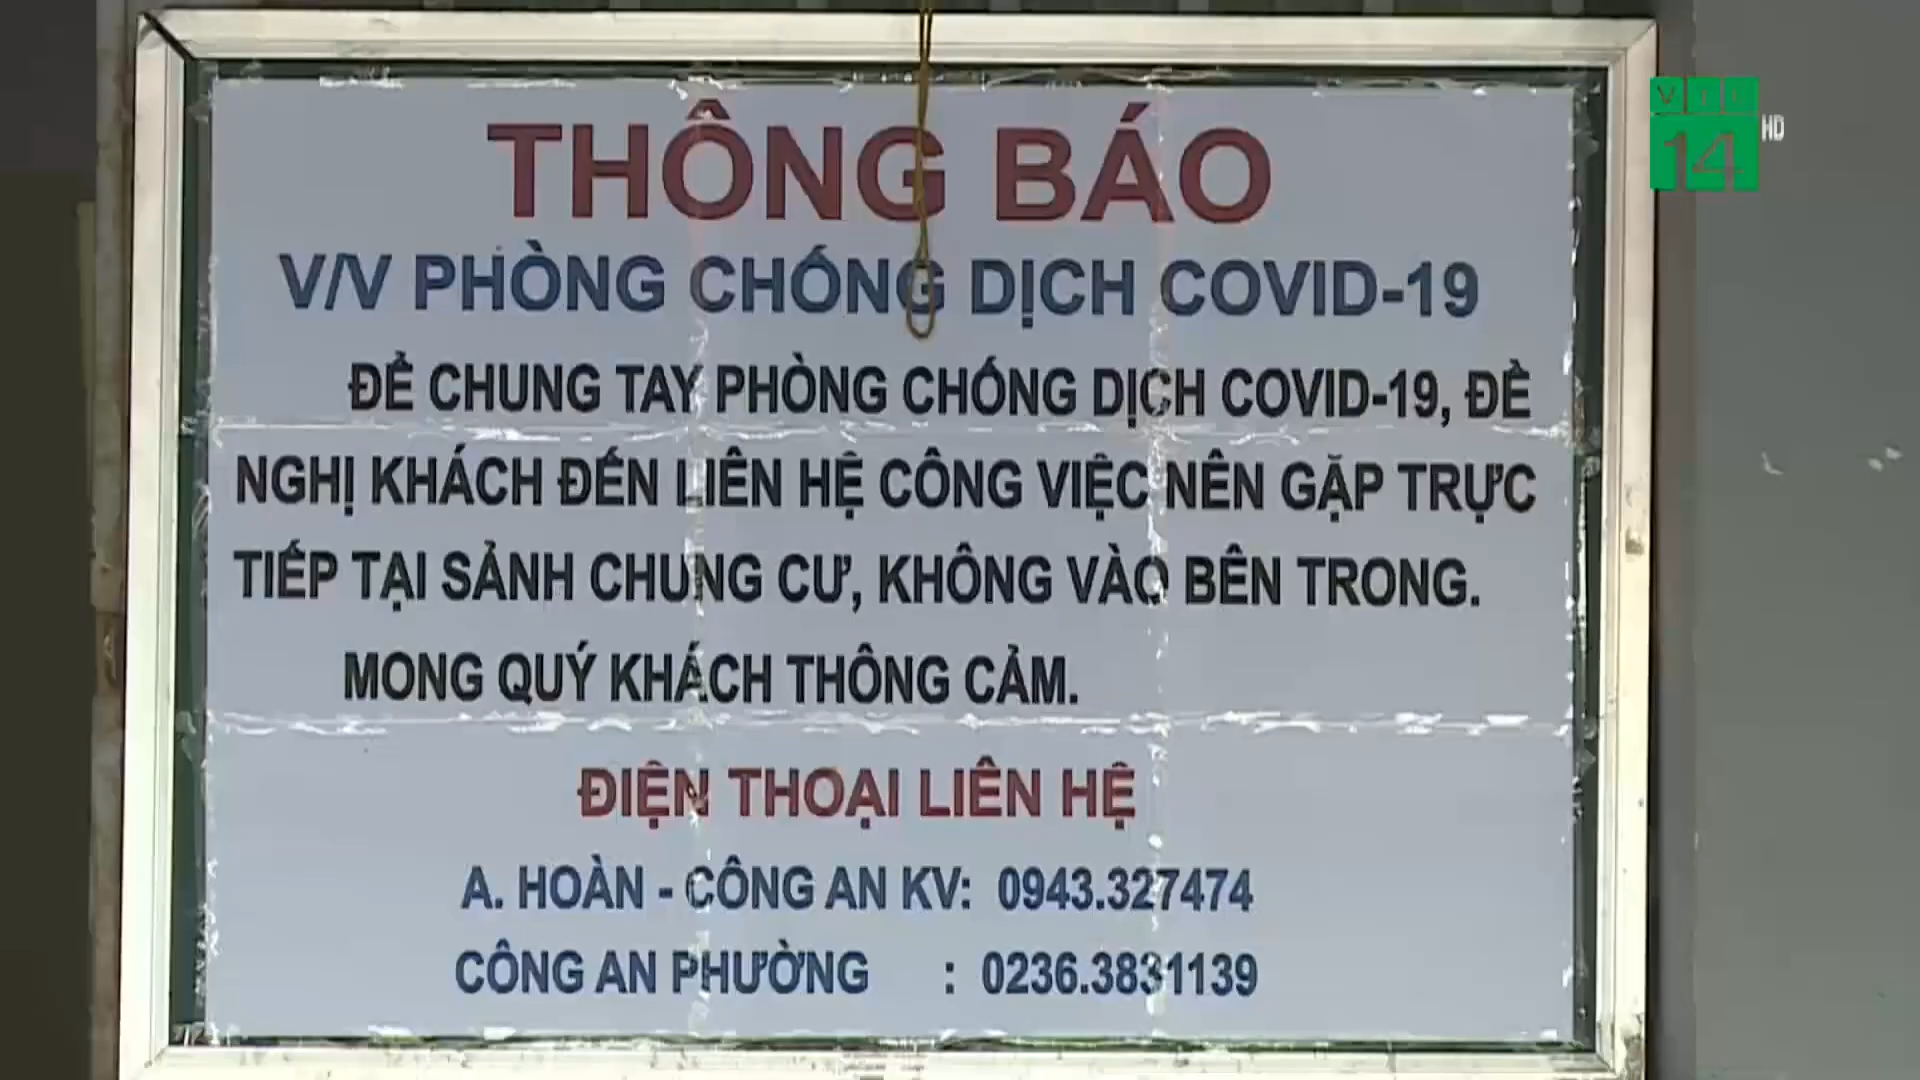 THÔNG BÁO
V/V PHÒNG CHỐNG DỊCH COVID-19
ĐỂ CHUNG TAY PHÒNG CHỐNG DỊCH COVID-19, ĐỀ
NGHỊ KHÁCH ĐẾN LIÊN HỆ CÔNG VIỆC NÊN GẶP TRỰC
TIẾP TẠI SẢNH CHUNG CƯ, KHÔNG VÀO BÊN TRONG.
MONG QUÝ KHÁCH THÔNG CẢM.
ĐIỆN THOẠI LIÊN HỆ
A. HOÀN - CÔNG AN KV: 0943.327474
CÔNG AN PHƯỜNG : 0236.3831139
VTC
14 HD